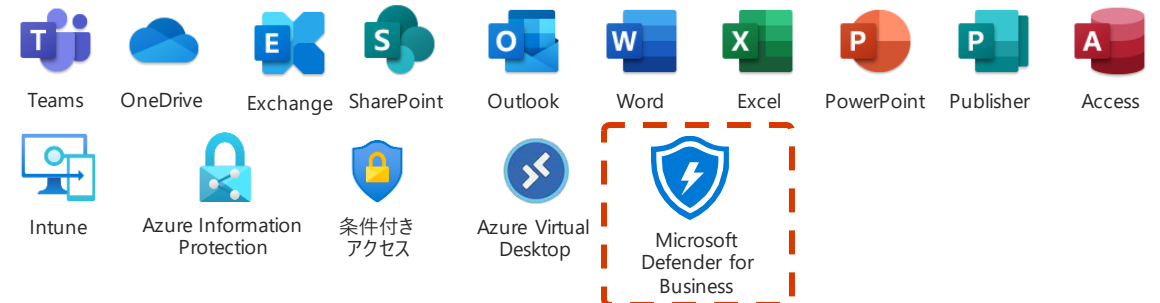 T
E
S
O
W
X
P
P
A
Teams
OneDrive
Exchange
SharePoint
Outlook
Word
Excel
PowerPoint
Publisher
Access
Intune
Azure Information
Protection
条件付き
アクセス
Azure Virtual
Desktop
Microsoft
Defender for
Business